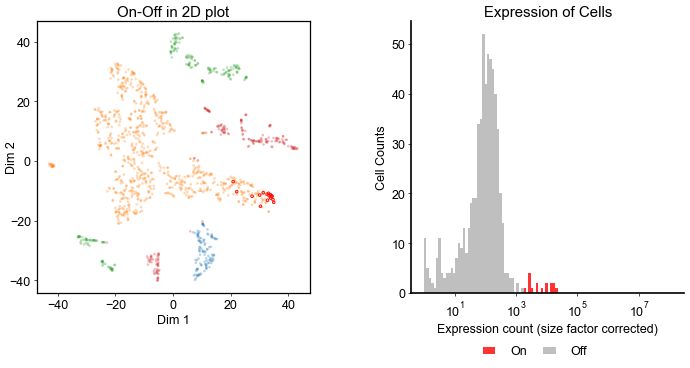 On-Off in 2D plot
40
20
0
−20
−40
Dim 2
−40 −20 0 20 40
Dim 1
Expression of Cells
50
40
30
20
10
0
Cell Counts
10^1 10^3 10^5 10^7
Expression count (size factor corrected)
On Off